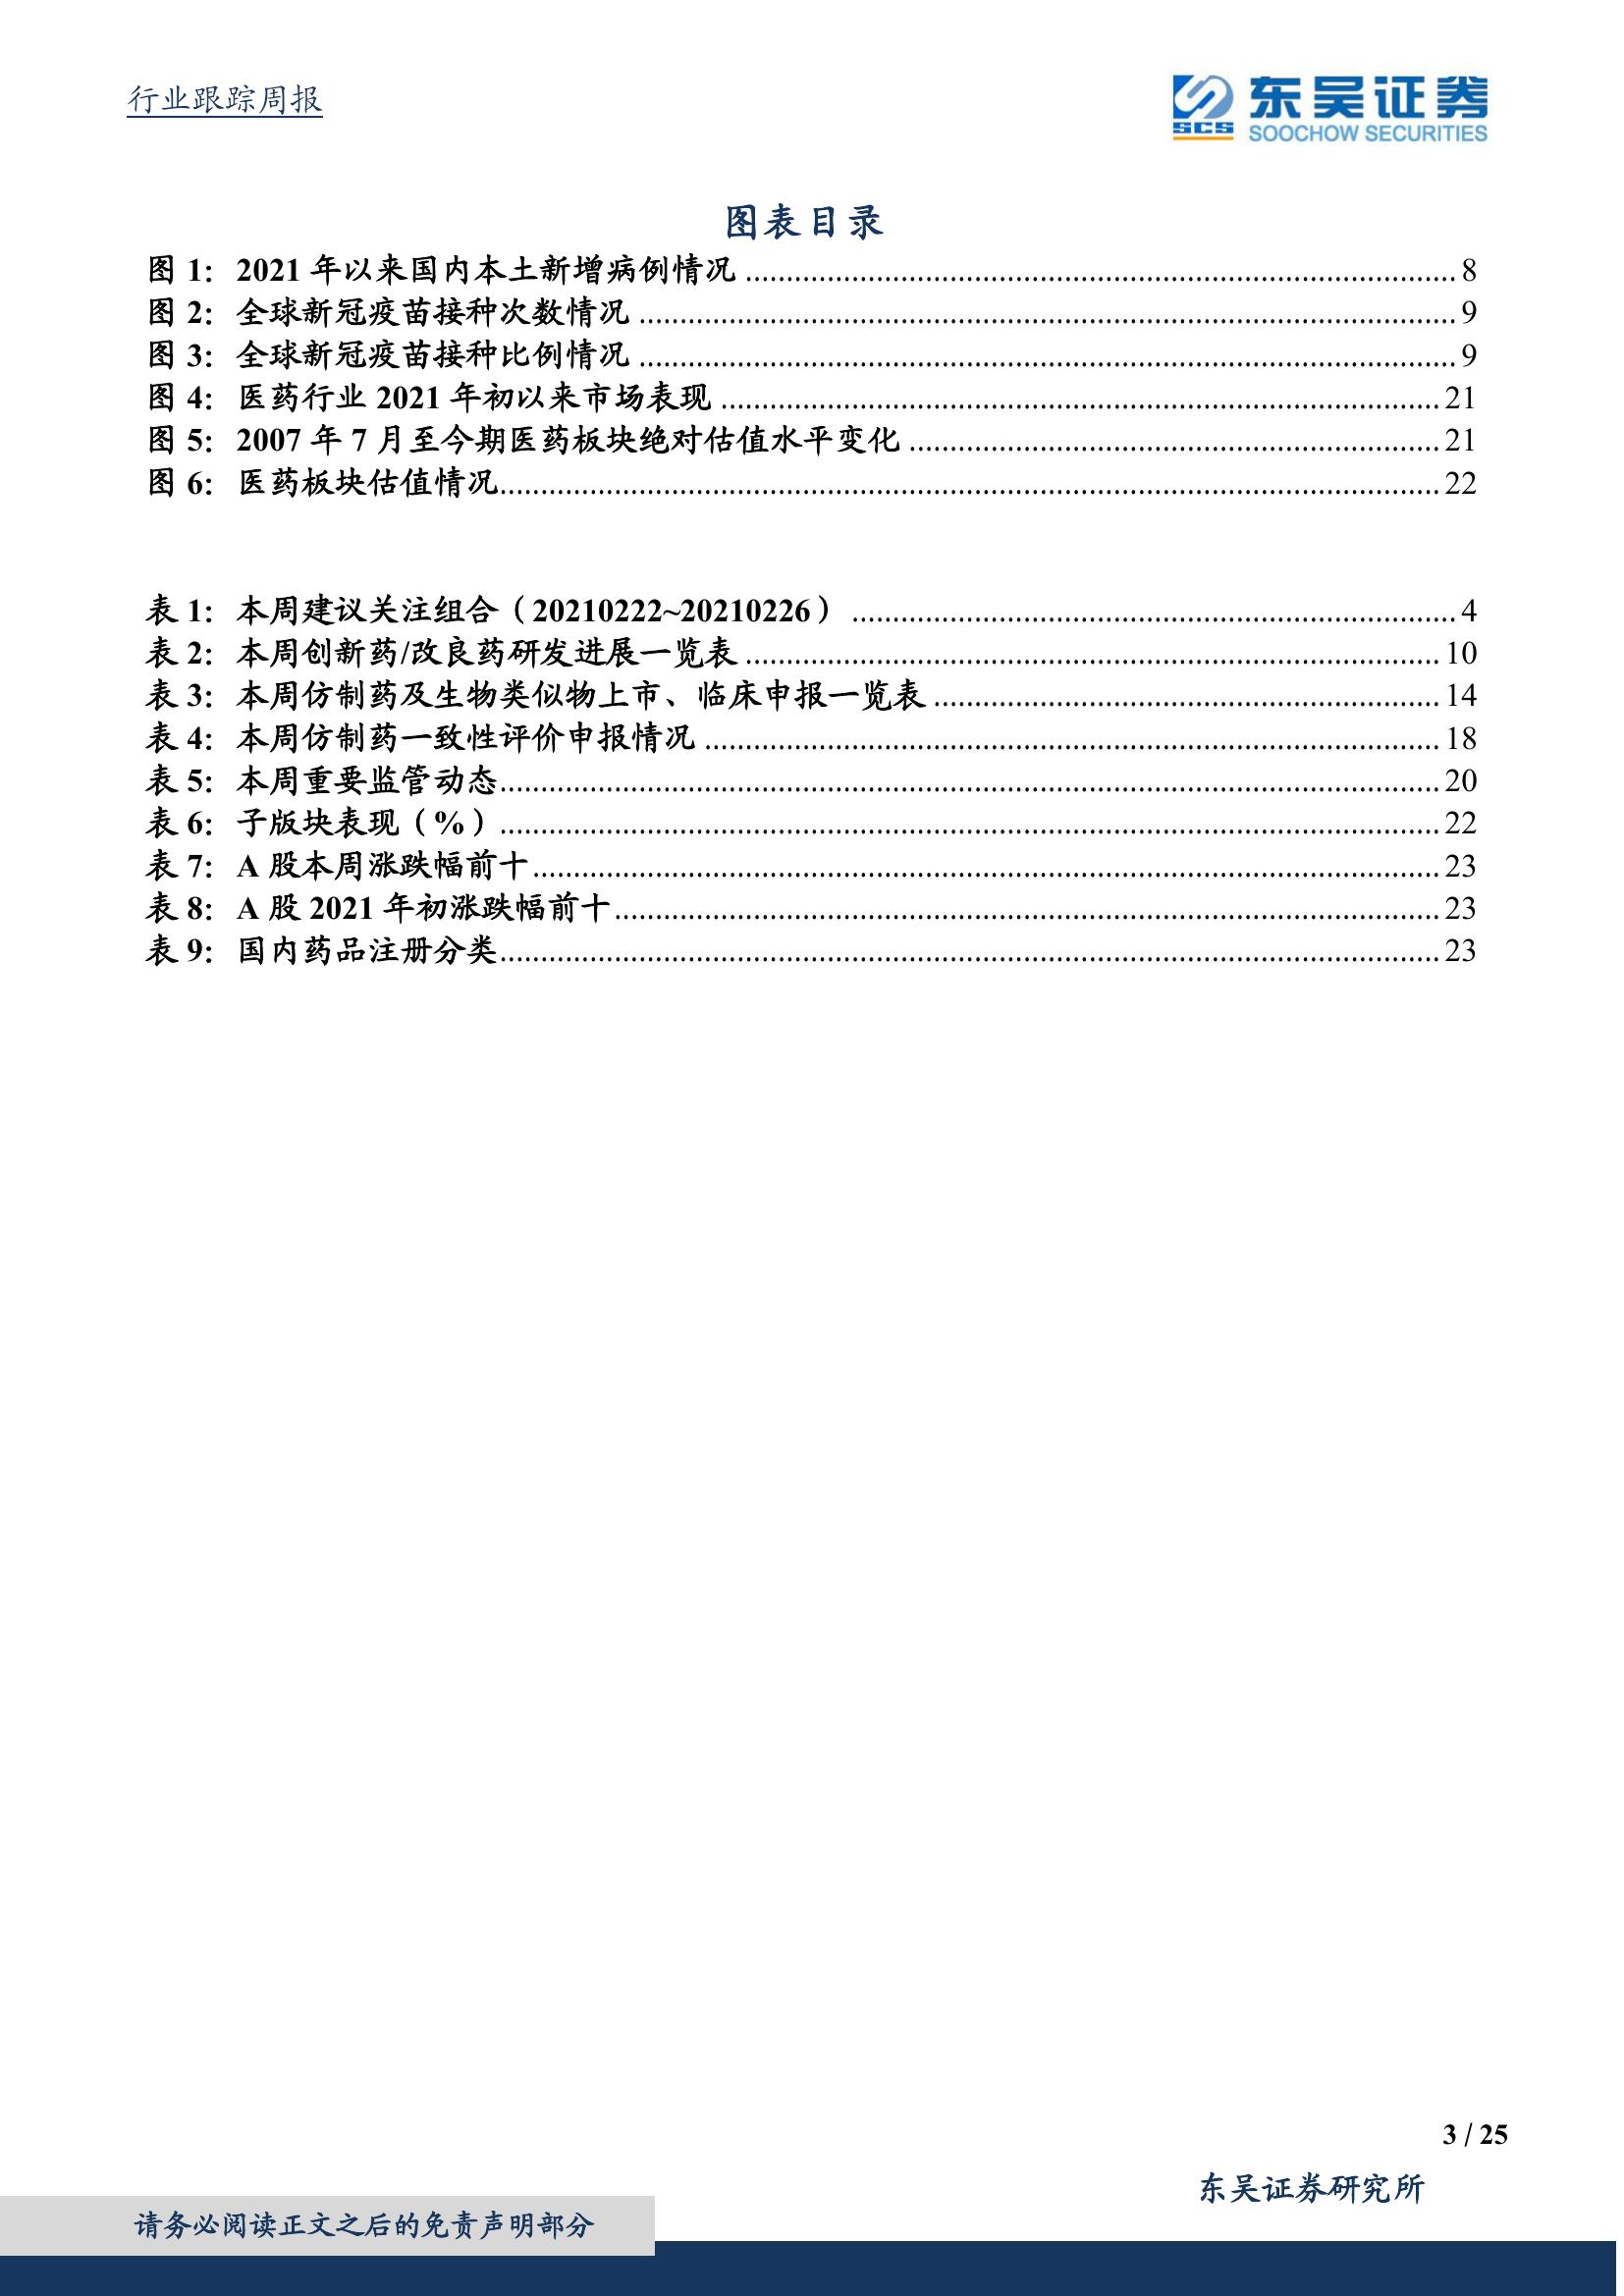 行业跟踪周报
东吴证券
SCS
SOOCHOW SECURITIES
图表目录
图 1: 2021 年以来国内本土新增病例情况 ........ 8
图 2: 全球新冠疫苗接种次数情况 ........ 9
图 3: 全球新冠疫苗接种比例情况 ........ 9
图 4: 医药行业 2021 年初以来市场表现 ........ 21
图 5: 2007 年 7 月至今期医药板块绝对估值水平变化 ........ 21
图 6: 医药板块估值情况 ........ 22
表 1: 本周建议关注组合（20210222~20210226） ........ 4
表 2: 本周创新药/改良药研发进展一览表 ........ 10
表 3: 本周仿制药及生物类似物上市、临床申报一览表 ........ 14
表 4: 本周仿制药一致性评价申报情况 ........ 18
表 5: 本周重要监管动态 ........ 20
表 6: 子版块表现（%） ........ 22
表 7: A 股本周涨跌幅前十 ........ 23
表 8: A 股 2021 年初涨跌幅前十 ........ 23
表 9: 国内药品注册分类 ........ 23
3 / 25
东吴证券研究所
请务必阅读正文之后的免责声明部分